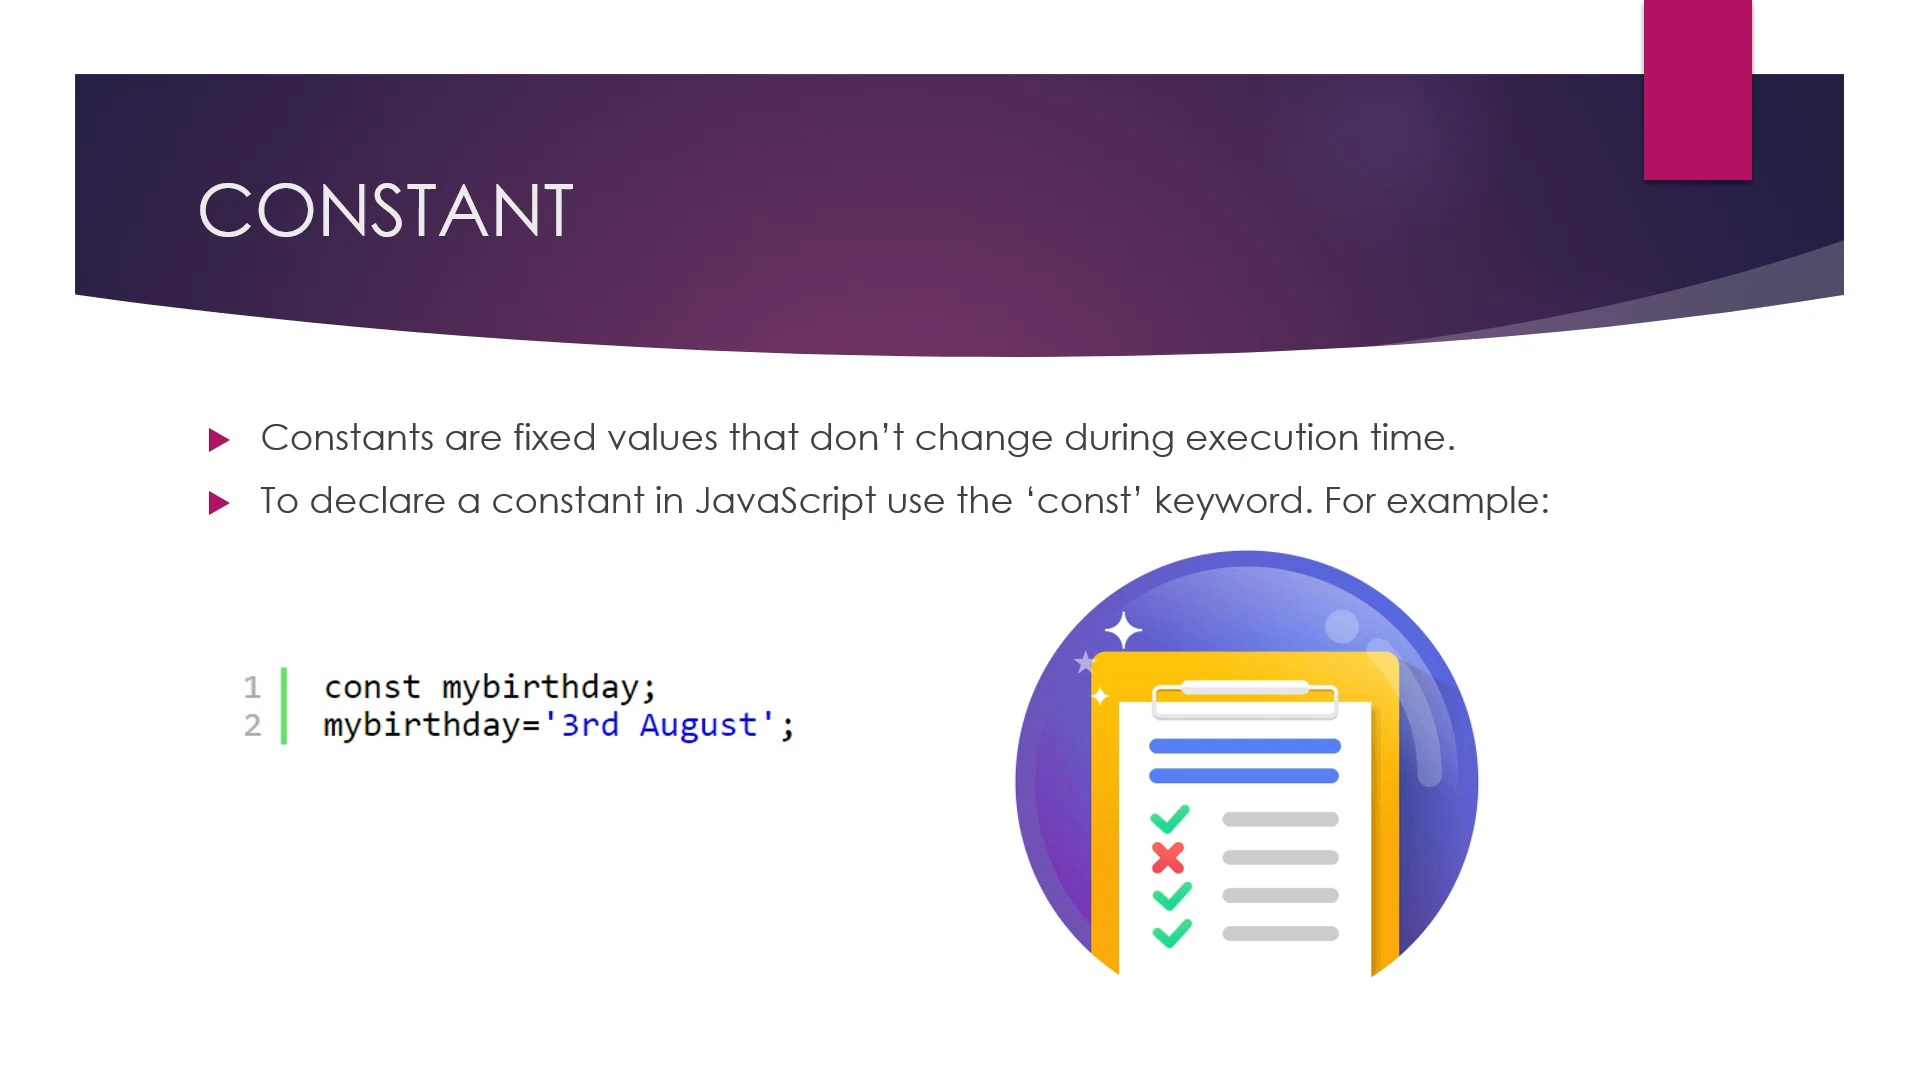 CONSTANT
Constants are fixed values that don’t change during execution time.
To declare a constant in JavaScript use the ‘const’ keyword. For example:
1 const mybirthday;
2 mybirthday='3rd August';